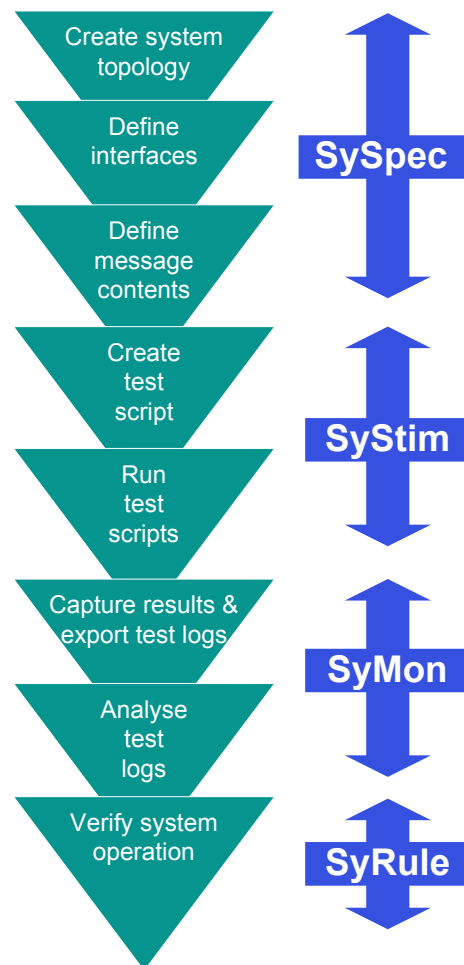 Create system
topology
Define
interfaces
SySpec
Define
message
contents
Create
test
script
SyStim
Run
test
scripts
Capture results &
export test logs
SyMon
Analyse
test
logs
Verify system
operation
SyRule